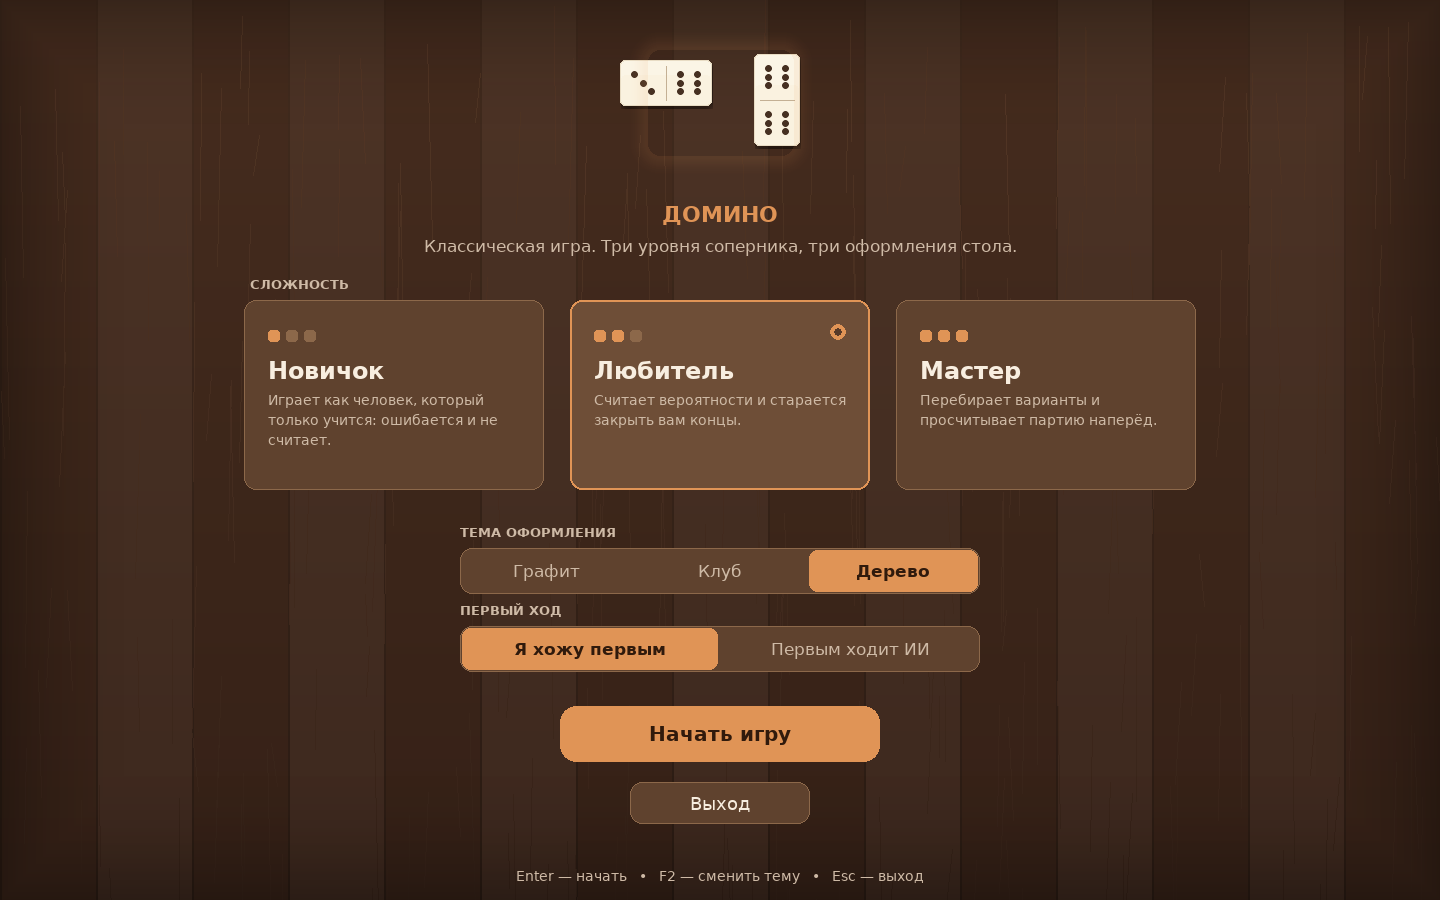 ДОМИНО
Классическая игра. Три уровня соперника, три оформления стола.
СЛОЖНОСТЬ
Новичок
Играет как человек, который
только учится: ошибается и не
считает.
Любитель
Считает вероятности и старается
закрыть вам концы.
Мастер
Перебирает варианты и
просчитывает партию наперёд.
ТЕМА ОФОРМЛЕНИЯ
Графит Клуб Дерево
ПЕРВЫЙ ХОД
Я хожу первым Первым ходит ИИ
Начать игру
Выход
Enter — начать • F2 — сменить тему • Esc — выход